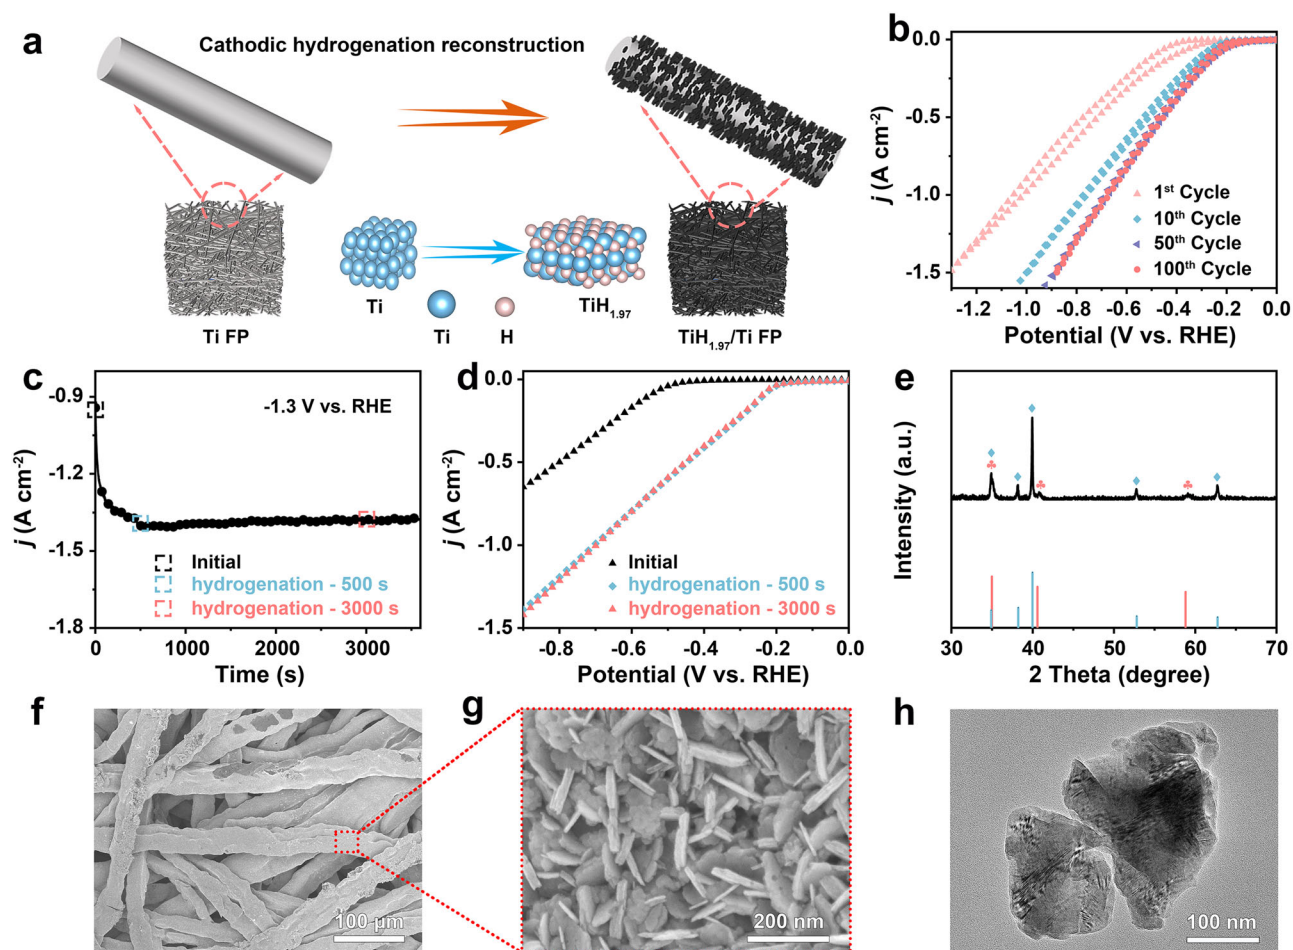 a
Cathodic hydrogenation reconstruction
Ti FP
Ti
TiH1.97
Ti
H
TiH1.97/Ti FP
b
j (A cm-2)
0.0
-0.5
-1.0
-1.5
1st Cycle
10th Cycle
50th Cycle
100th Cycle
-1.2 -1.0 -0.8 -0.6 -0.4 -0.2 0.0
Potential (V vs. RHE)
c
-1.3 V vs. RHE
j (A cm-2)
-0.9
-1.2
-1.5
-1.8
Initial
hydrogenation - 500 s
hydrogenation - 3000 s
0 1000 2000 3000
Time (s)
d
j (A cm-2)
0.0
-0.5
-1.0
-1.5
Initial
hydrogenation - 500 s
hydrogenation - 3000 s
-0.8 -0.6 -0.4 -0.2 0.0
Potential (V vs. RHE)
e
Intensity (a.u.)
30 40 50 60 70
2 Theta (degree)
f
100 μm
g
200 nm
h
100 nm